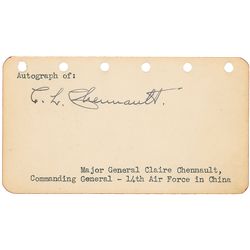 Autograph of:
C. L. Chennault.
Major General Claire Chennault,
Commanding General - 14th Air Force in China